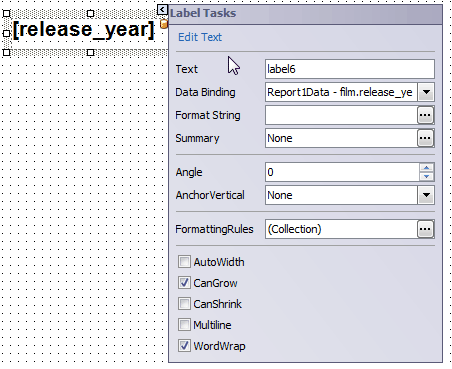 [release_year]
Label Tasks
Edit Text
Text label6
Data Binding Report1Data - film.release_ye
Format String
Summary None
Angle 0
AnchorVertical None
FormattingRules (Collection)
AutoWidth
CanGrow
CanShrink
Multiline
WordWrap